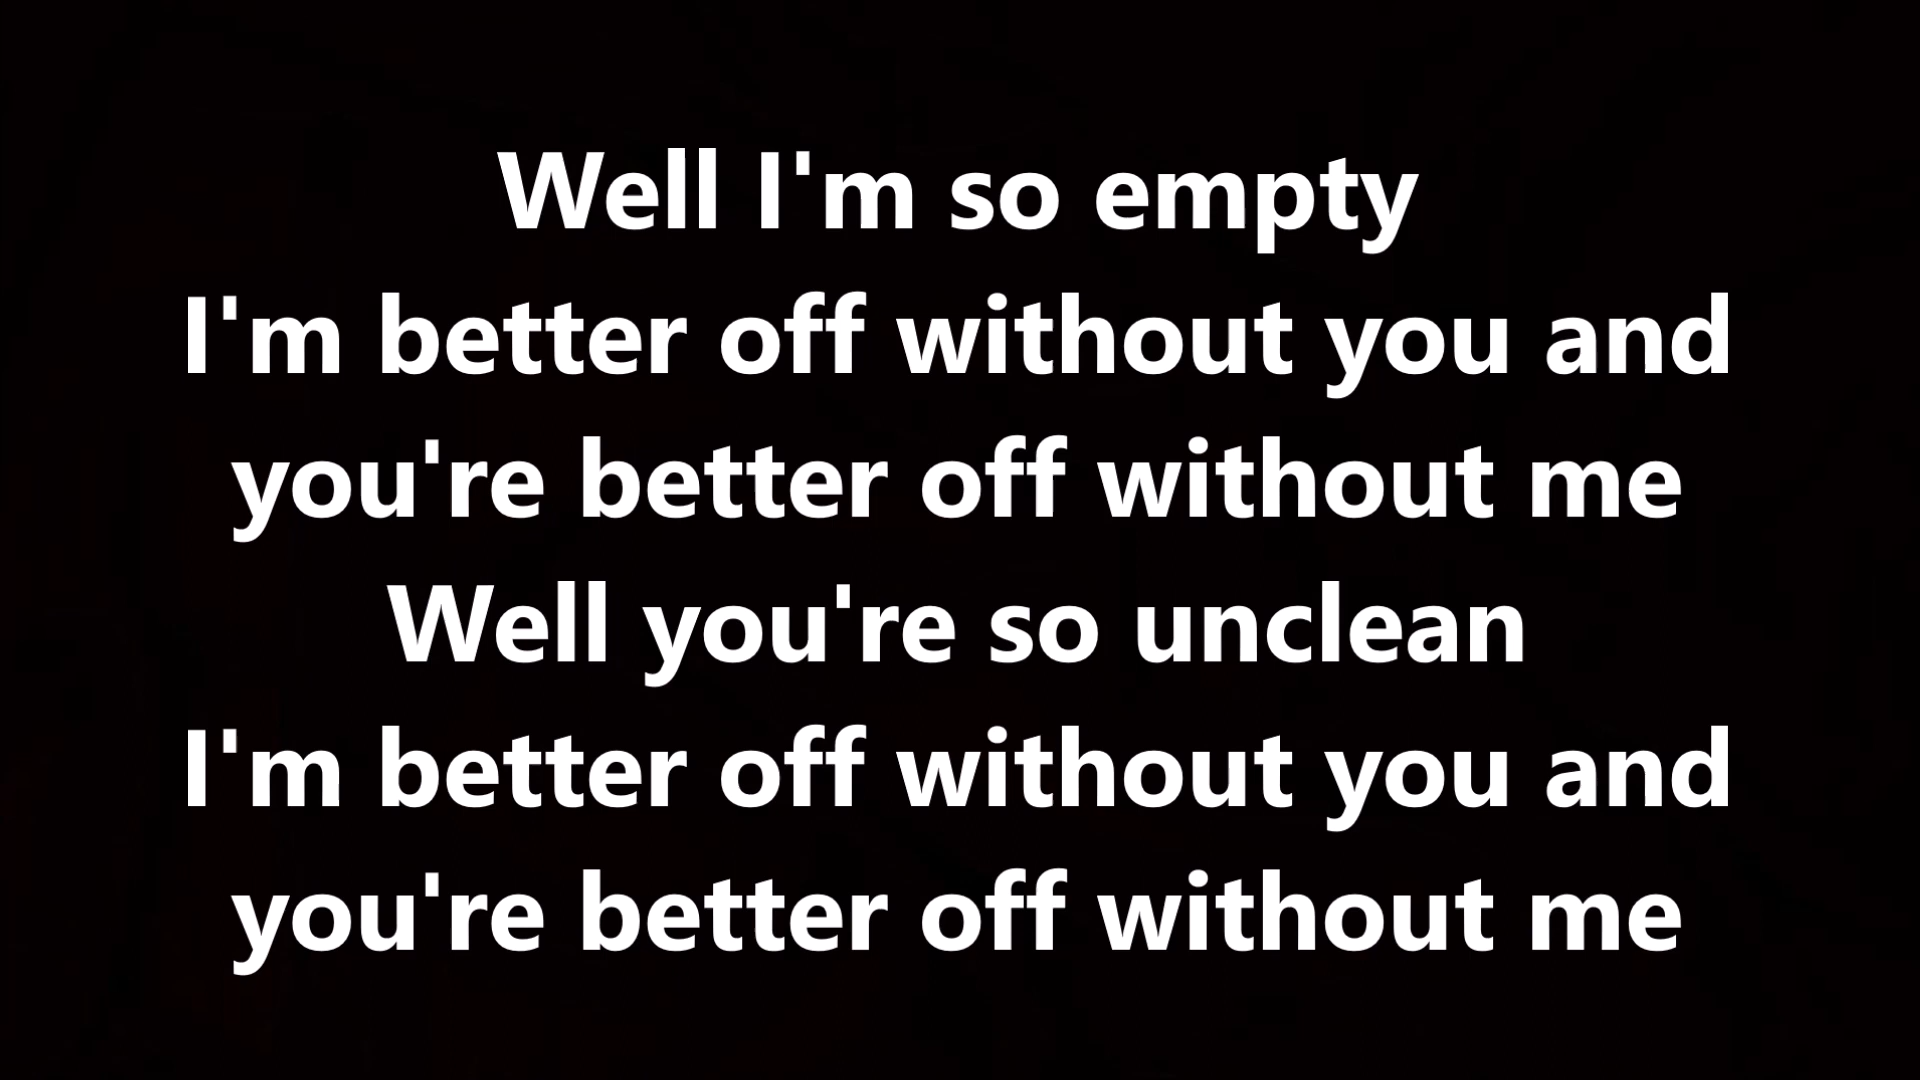 Well I'm so empty
I'm better off without you and
you're better off without me
Well you're so unclean
I'm better off without you and
you're better off without me